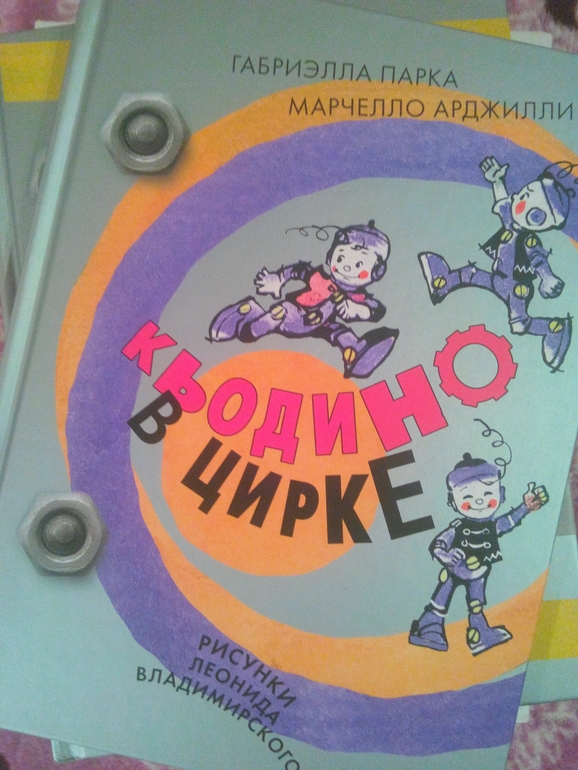 ГАБРИЭЛЛА ПАРКА
МАРЧЕЛЛО АРДЖИЛЛИ
КЬОДИНО
В ЦИРКЕ
РИСУНКИ
ЛЕОНИДА
ВЛАДИМИРСКОГО